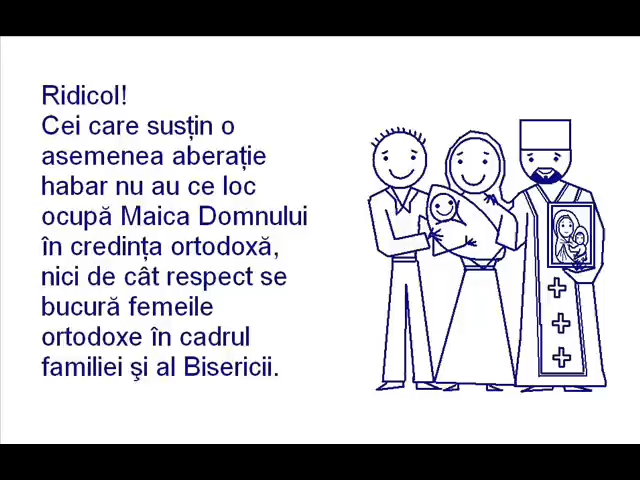 Ridicol!
Cei care susțin o
asemenea aberație
habar nu au ce loc
ocupă Maica Domnului
în credința ortodoxă,
nici de cât respect se
bucură femeile
ortodoxe în cadrul
familiei şi al Bisericii.